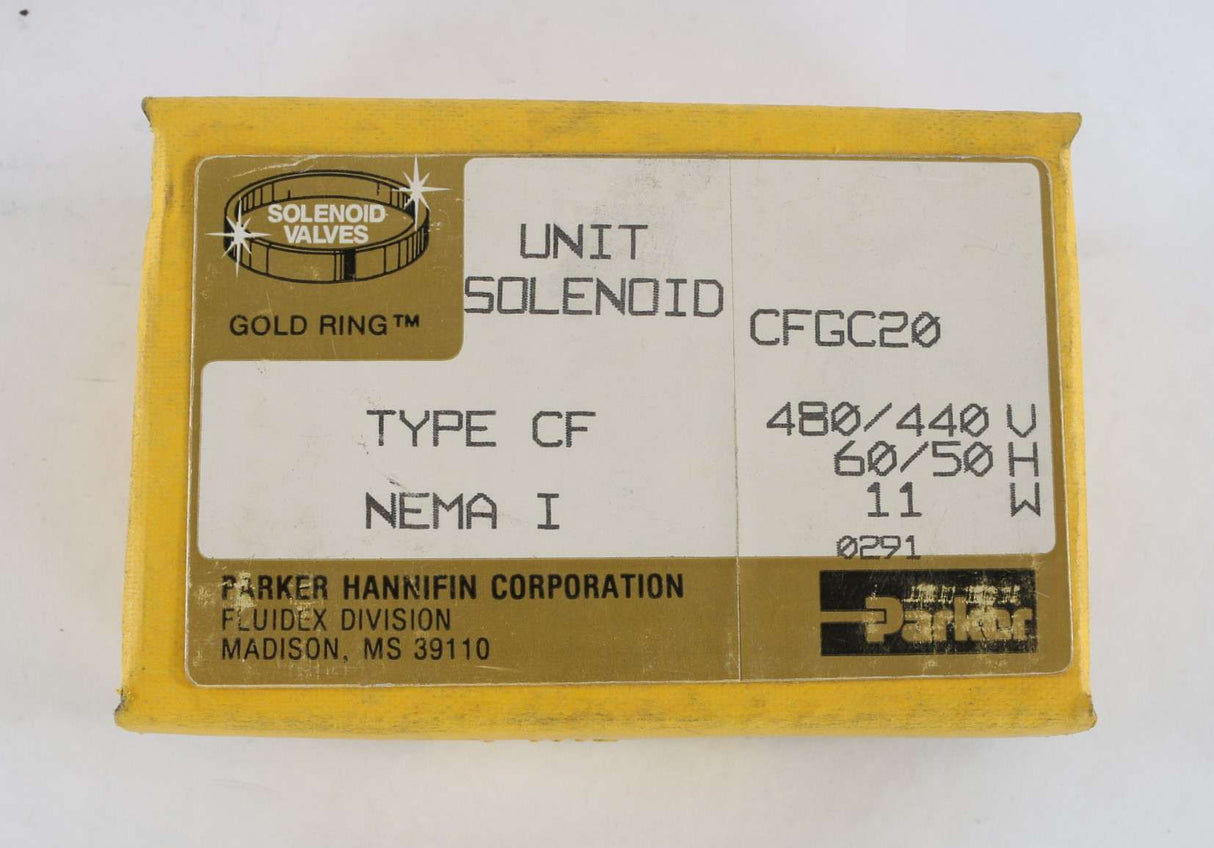 SOLENOID
VALVES
GOLD RING™
UNIT
SOLENOID
CFGC20
TYPE CF
480/440 V
60/50 H
NEMA I
11 W
0291
PARKER HANNIFIN CORPORATION
FLUIDEX DIVISION
MADISON, MS 39110
Parker